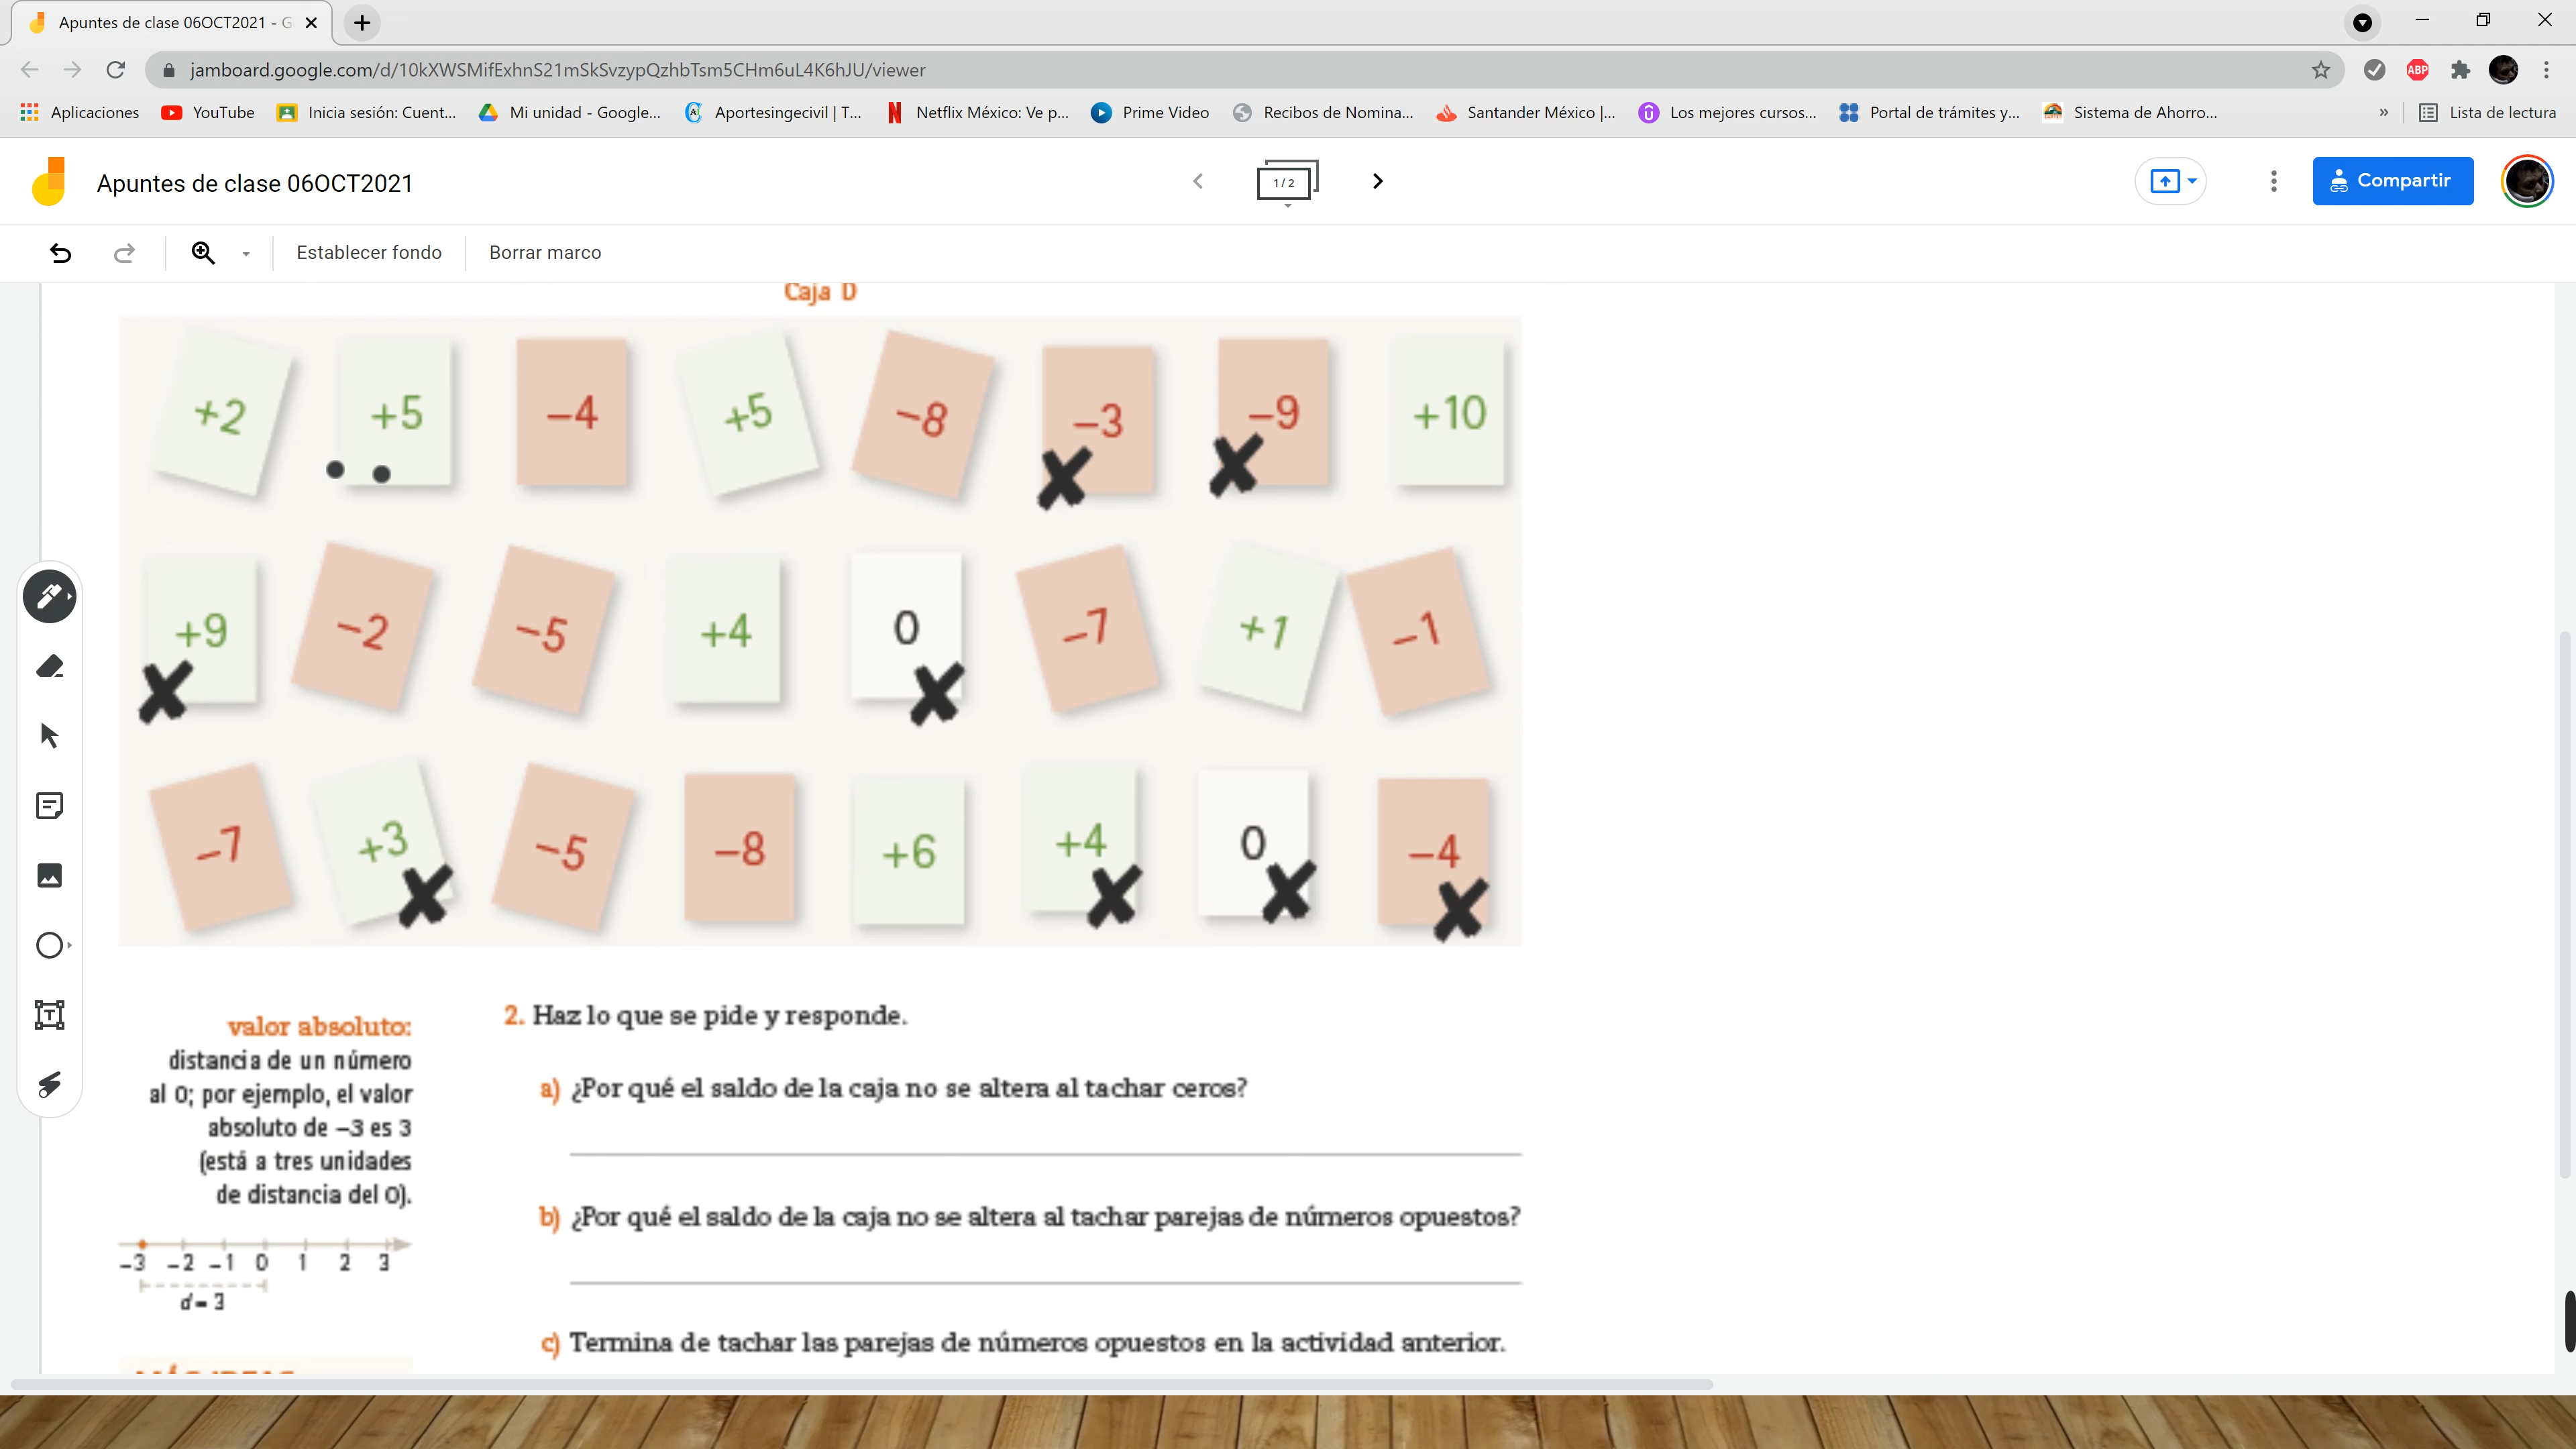 Apuntes de clase 06OCT2021 - G
jamboard.google.com/d/10kXWSMifExhnS21mSkSvzypQzhbTsm5CHm6uL4K6hJU/viewer
ABP
Aplicaciones YouTube Inicia sesión: Cuent... Mi unidad - Google... Aportesingecivil | T... Netflix México: Ve p... Prime Video Recibos de Nomina... Santander México |... Los mejores cursos... Portal de trámites y... Sistema de Ahorro... » Lista de lectura
Apuntes de clase 06OCT2021
1 / 2
Compartir
Establecer fondo Borrar marco
Caja D
+2 +5 −4 +5 −8 −3 −9 +10
+9 −2 −5 +4 0 −7 +1 −1
−7 +3 −5 −8 +6 +4 0 −4
valor absoluto:
distancia de un número
al 0; por ejemplo, el valor
absoluto de −3 es 3
(está a tres unidades
de distancia del 0).
−3 −2 −1 0 1 2 3
d = 3
2. Haz lo que se pide y responde.
a) ¿Por qué el saldo de la caja no se altera al tachar ceros?
b) ¿Por qué el saldo de la caja no se altera al tachar parejas de números opuestos?
c) Termina de tachar las parejas de números opuestos en la actividad anterior.